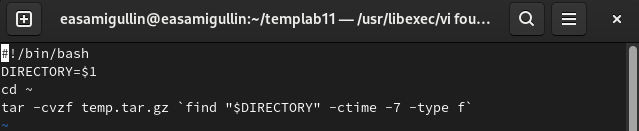 easamigullin@easamigullin:~/templab11 — /usr/libexec/vi fou…
#!/bin/bash
DIRECTORY=$1
cd ~
tar -cvzf temp.tar.gz `find "$DIRECTORY" -ctime -7 -type f`
~